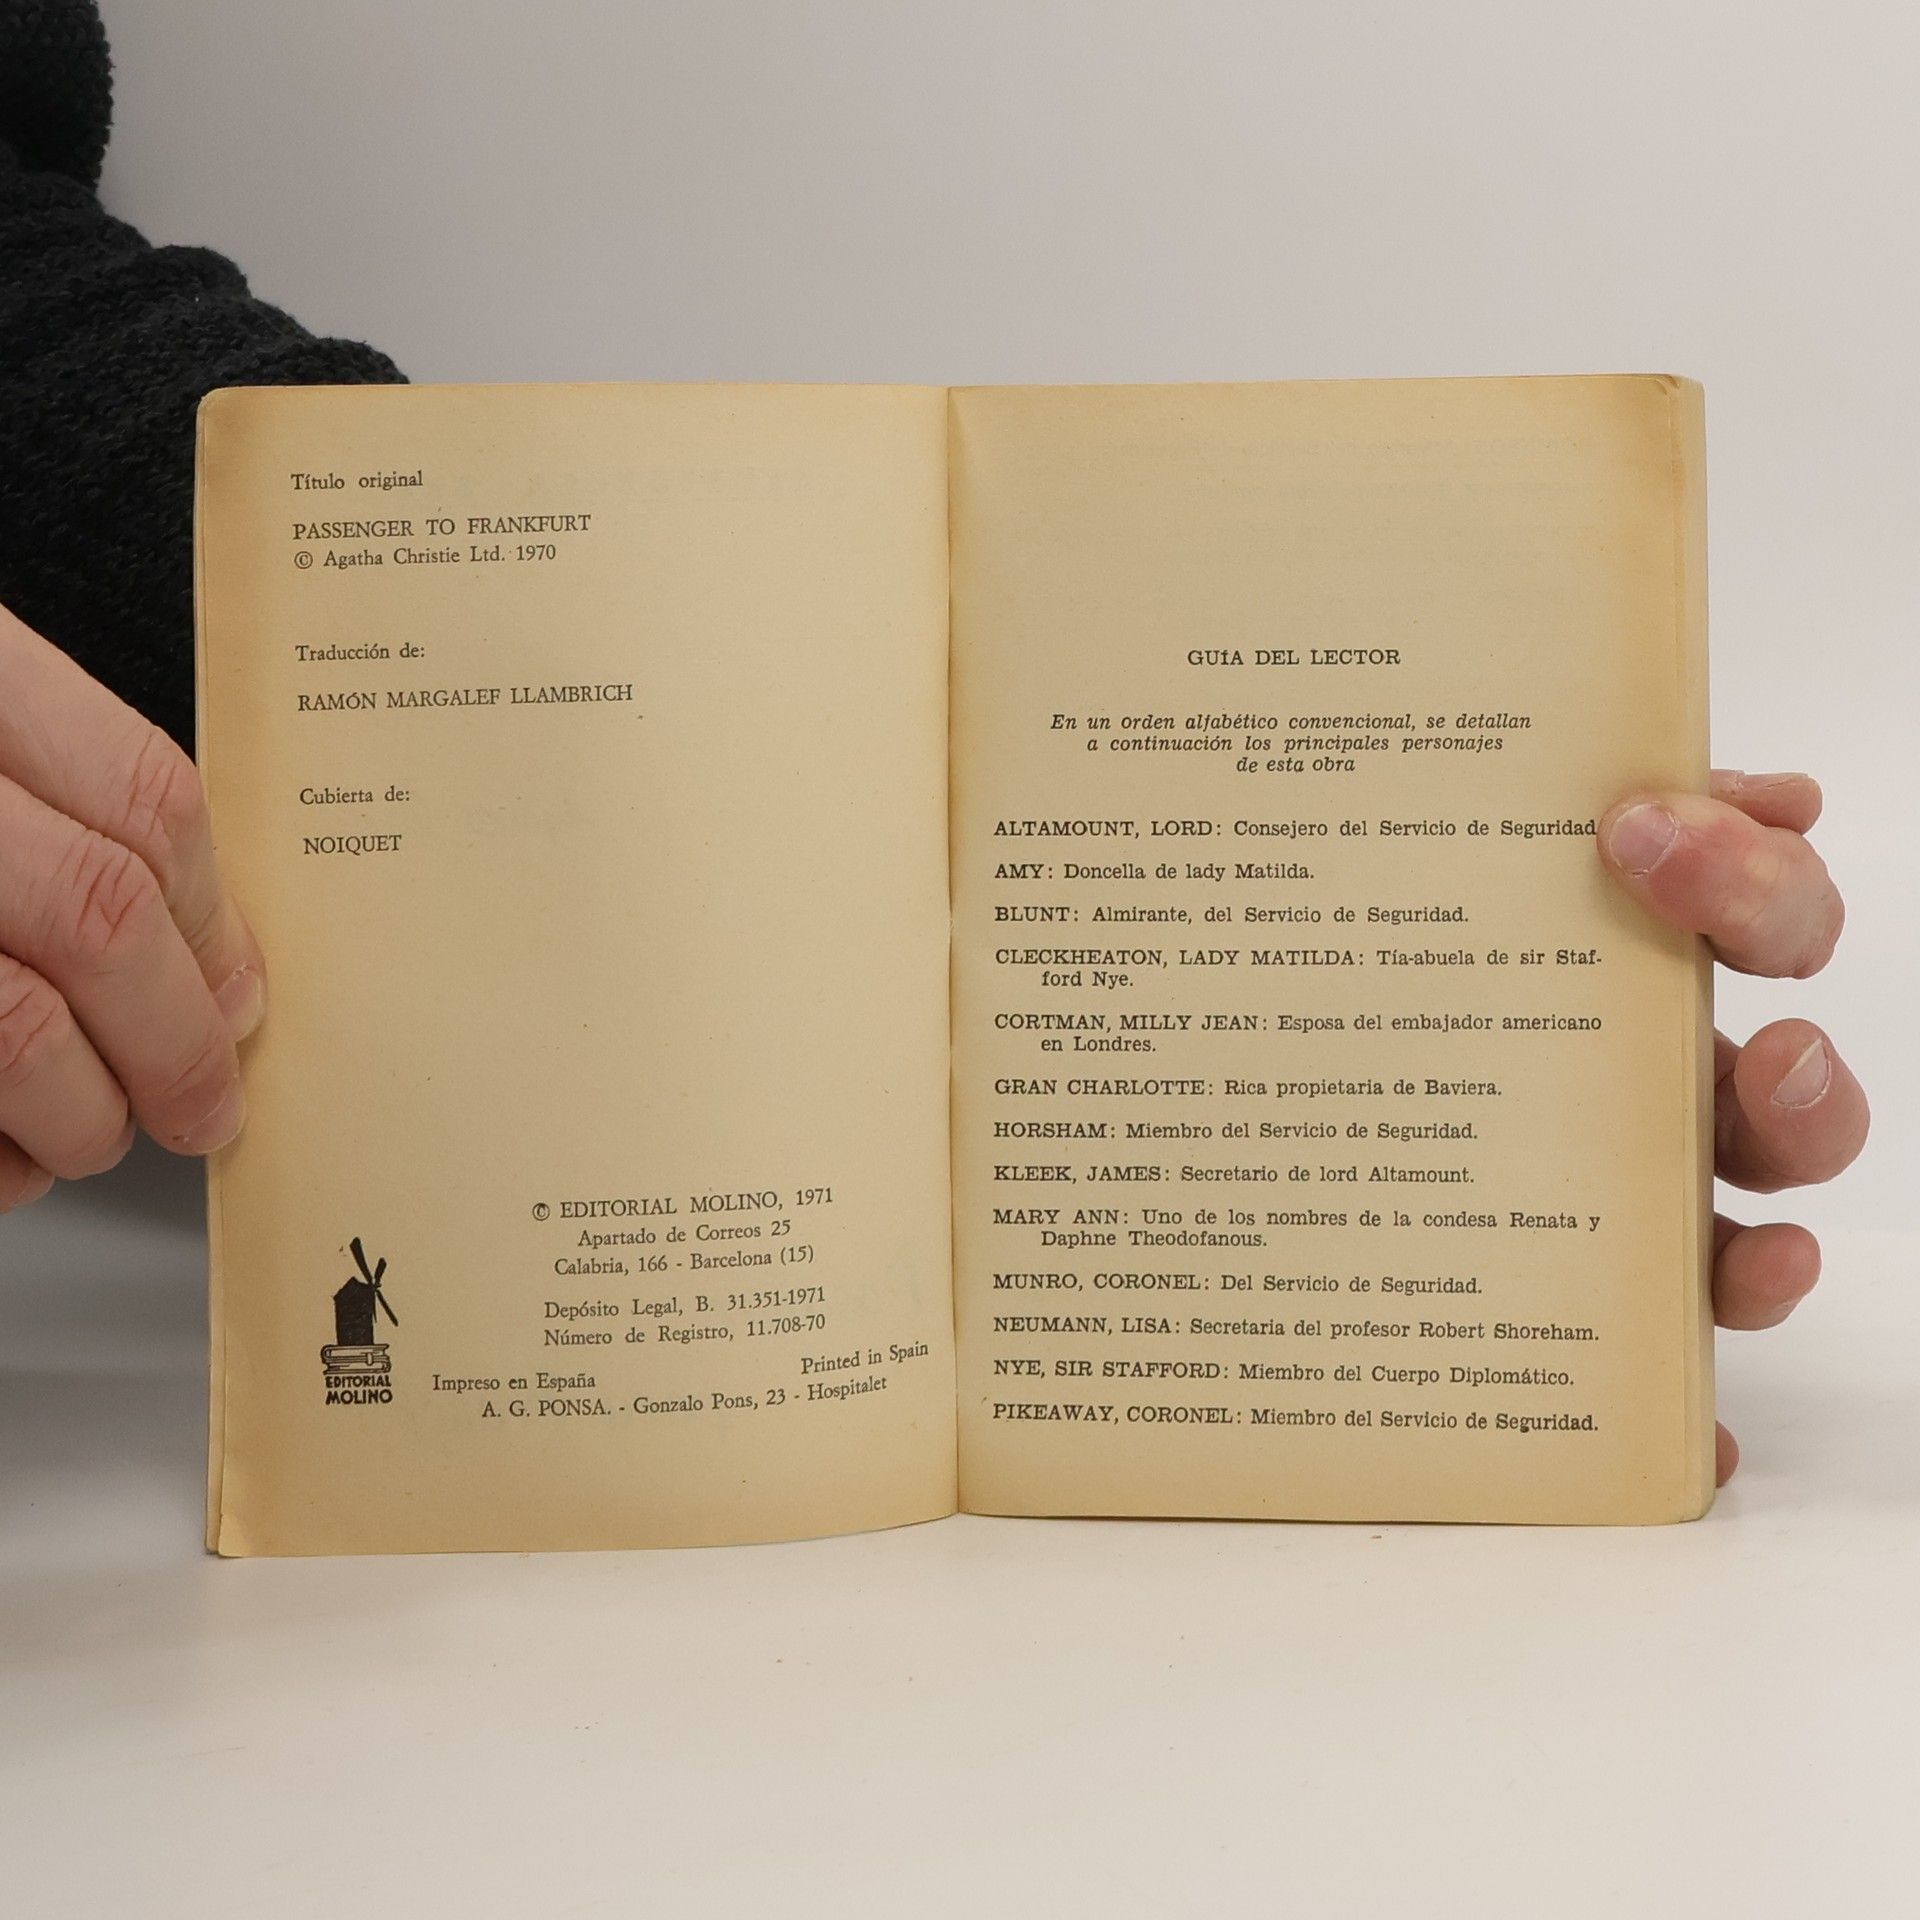 Título original
PASSENGER TO FRANKFURT
© Agatha Christie Ltd. 1970
Traducción de:
RAMÓN MARGALEF LLAMBRICH
Cubierta de:
NOIQUET
© EDITORIAL MOLINO, 1971
Apartado de Correos 25
Calabria, 166 - Barcelona (15)
Depósito Legal, B. 31.351-1971
Número de Registro, 11.708-70
EDITORIAL
MOLINO
Impreso en España Printed in Spain
A. G. PONSA. - Gonzalo Pons, 23 - Hospitalet
GUÍA DEL LECTOR
En un orden alfabético convencional, se detallan
a continuación los principales personajes
de esta obra
ALTAMOUNT, LORD: Consejero del Servicio de Seguridad
AMY: Doncella de lady Matilda.
BLUNT: Almirante, del Servicio de Seguridad.
CLECKHEATON, LADY MATILDA: Tía-abuela de sir Staf-
ford Nye.
CORTMAN, MILLY JEAN: Esposa del embajador americano
en Londres.
GRAN CHARLOTTE: Rica propietaria de Baviera.
HORSHAM: Miembro del Servicio de Seguridad.
KLEEK, JAMES: Secretario de lord Altamount.
MARY ANN: Uno de los nombres de la condesa Renata y
Daphne Theodofanous.
MUNRO, CORONEL: Del Servicio de Seguridad.
NEUMANN, LISA: Secretaria del profesor Robert Shoreham.
NYE, SIR STAFFORD: Miembro del Cuerpo Diplomático.
PIKEAWAY, CORONEL: Miembro del Servicio de Seguridad.